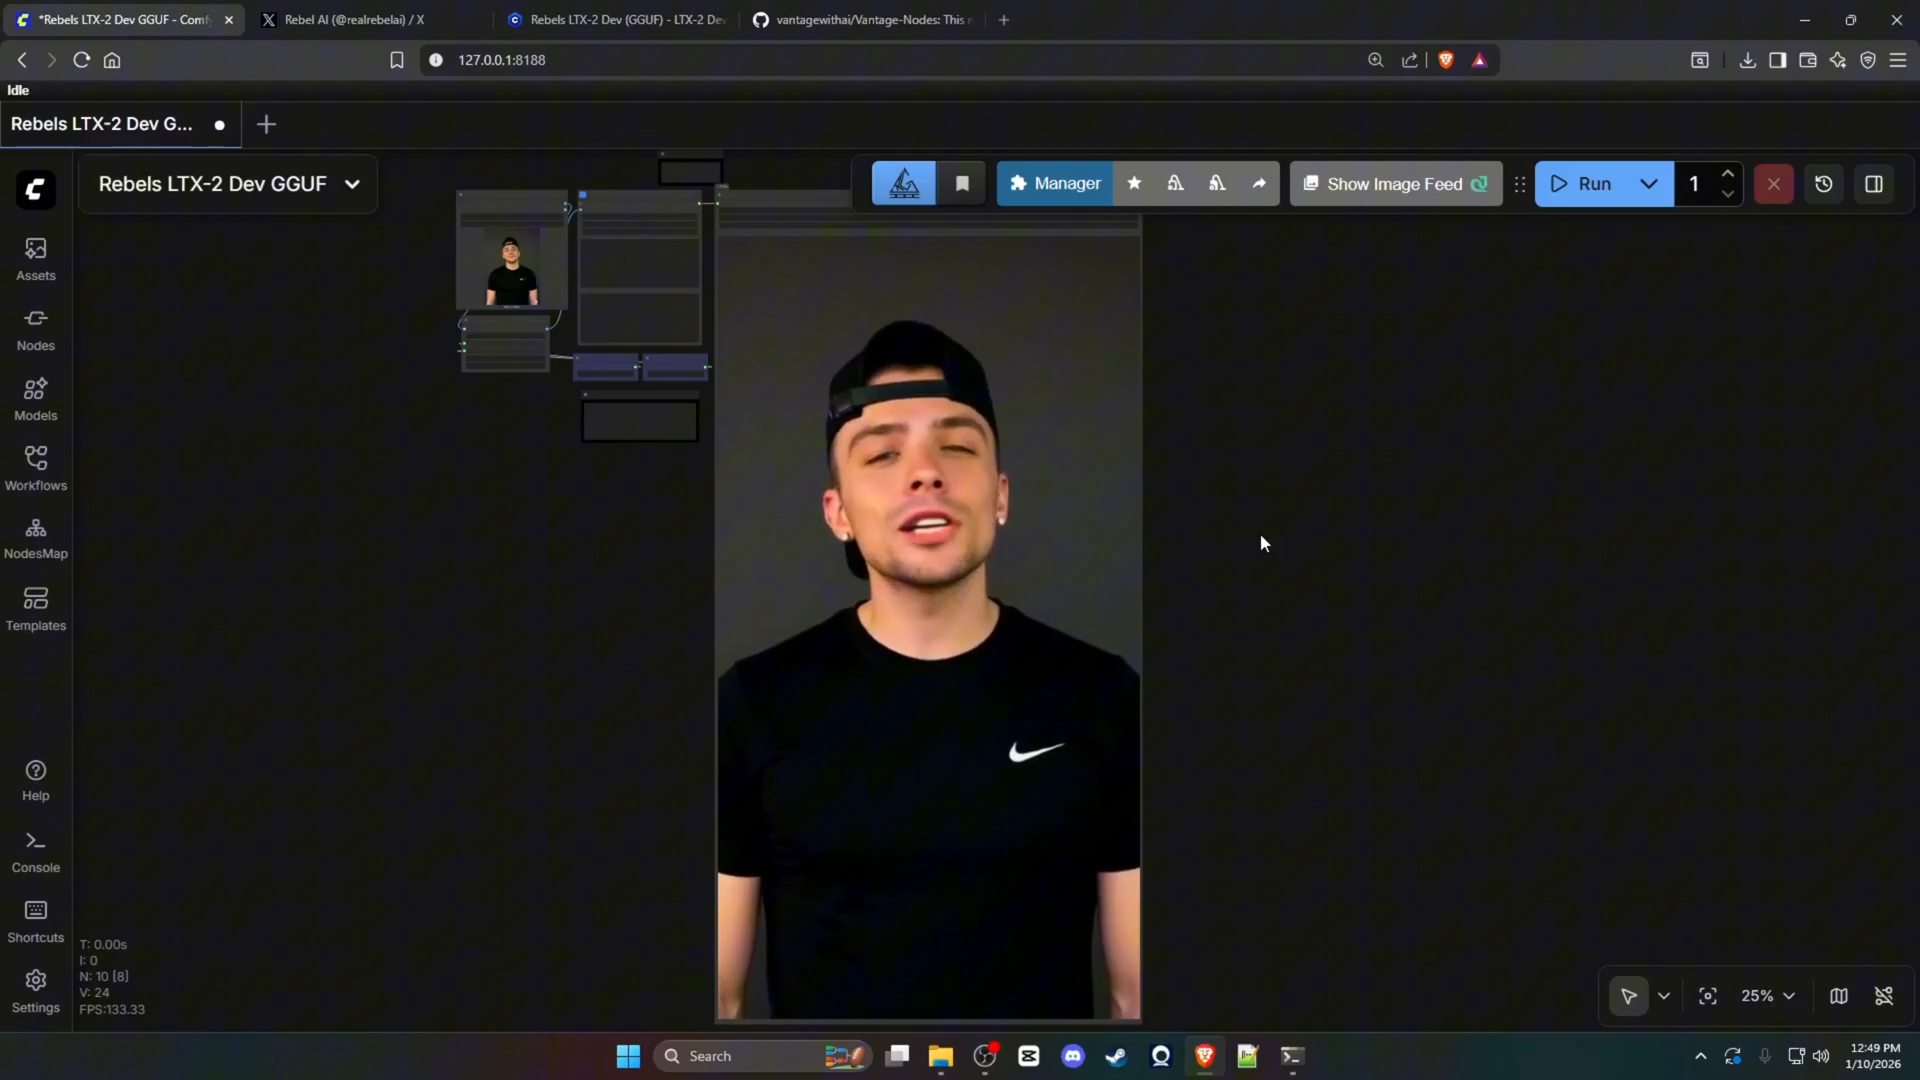 *Rebels LTX-2 Dev GGUF - Comf
Rebel AI (@realrebelai) / X
Rebels LTX-2 Dev (GGUF) - LTX-2 Dev
vantagewithai/Vantage-Nodes: This
127.0.0.1:8188
Idle
Rebels LTX-2 Dev G...
Rebels LTX-2 Dev GGUF
Manager
Show Image Feed
Run
1
Assets
Nodes
Models
Workflows
NodesMap
Templates
Help
Console
Shortcuts
Settings
T: 0.00s
I: 0
N: 10 [8]
V: 24
FPS:133.33
25%
Search
12:49 PM
1/10/2026